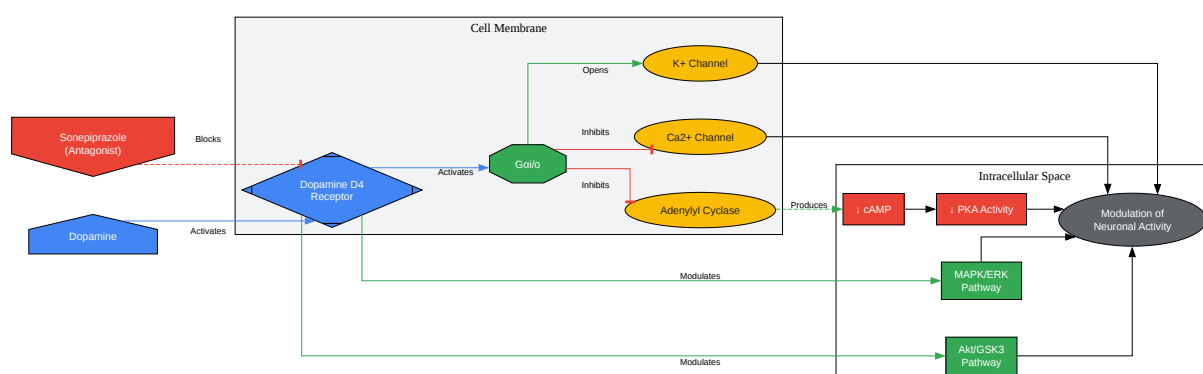 Cell Membrane
K+ Channel
Opens
Sonepiprazole
(Antagonist)
Blocks
Inhibits
Ca2+ Channel
Gαi/o
Activates
Dopamine D4
Receptor
Inhibits
Intracellular Space
Adenylyl Cyclase
Produces
↓ cAMP
↓ PKA Activity
Modulation of
Neuronal Activity
Dopamine
Activates
Modulates
MAPK/ERK
Pathway
Modulates
Akt/GSK3
Pathway